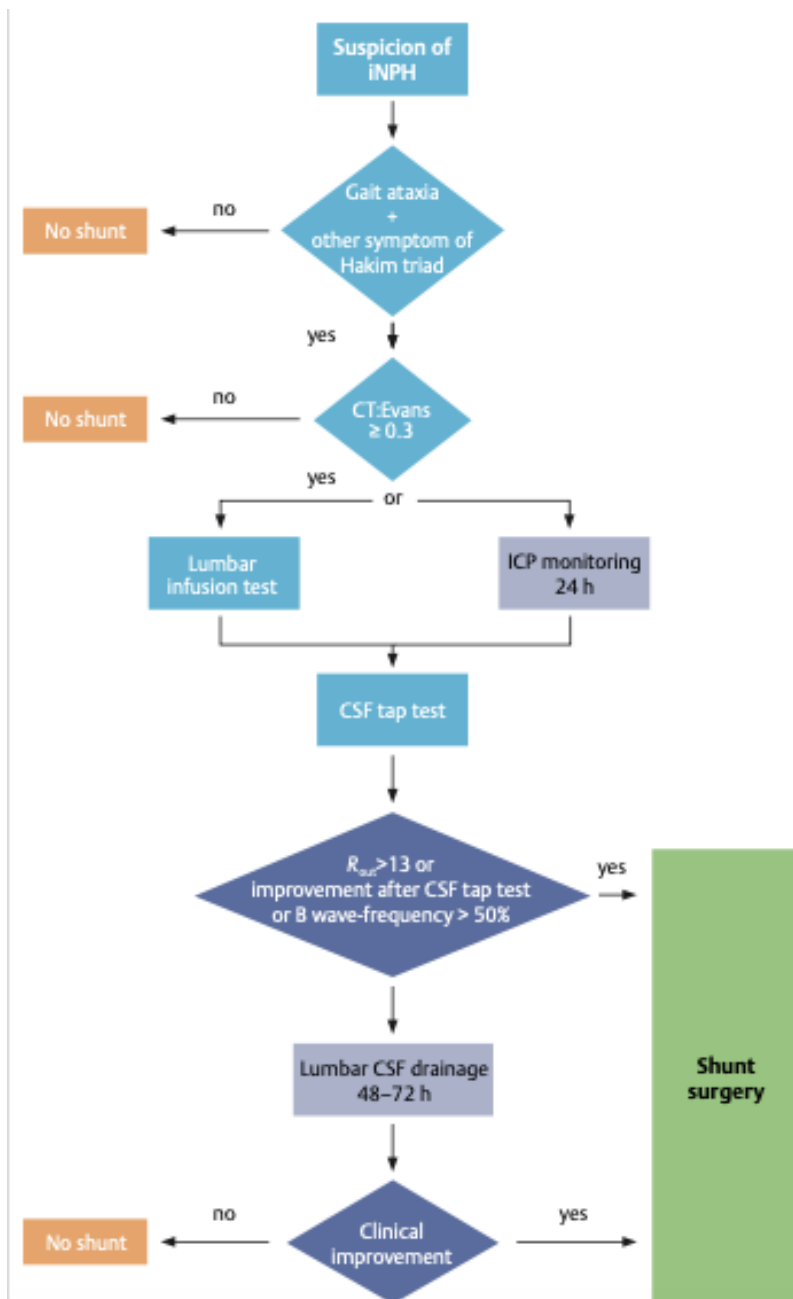 Suspicion of
iNPH
Gait ataxia
+
other symptom of
Hakim triad
no
No shunt
yes
CT:Evans
≥ 0.3
no
No shunt
yes
or
Lumbar
infusion test
ICP monitoring
24 h
CSF tap test
Rout>13 or
improvement after CSF tap test
or B wave-frequency > 50%
yes
Lumbar CSF drainage
48–72 h
Shunt
surgery
Clinical
improvement
no
No shunt
yes